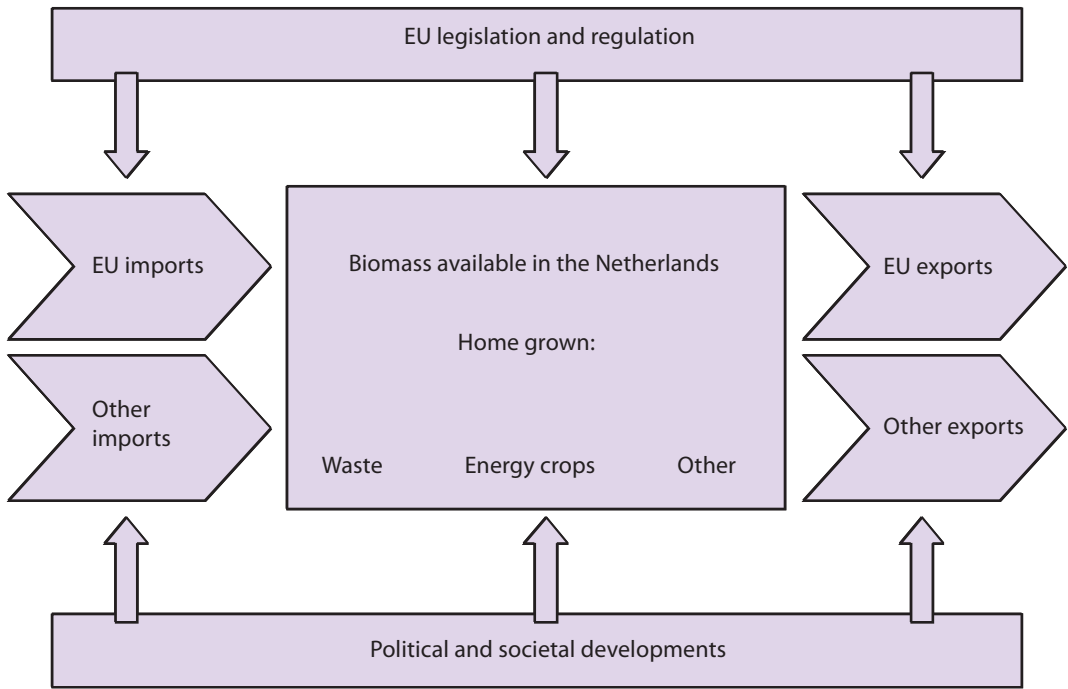 EU legislation and regulation
EU imports
Biomass available in the Netherlands
EU exports
Home grown:
Other
imports
Other exports
Waste
Energy crops
Other
Political and societal developments